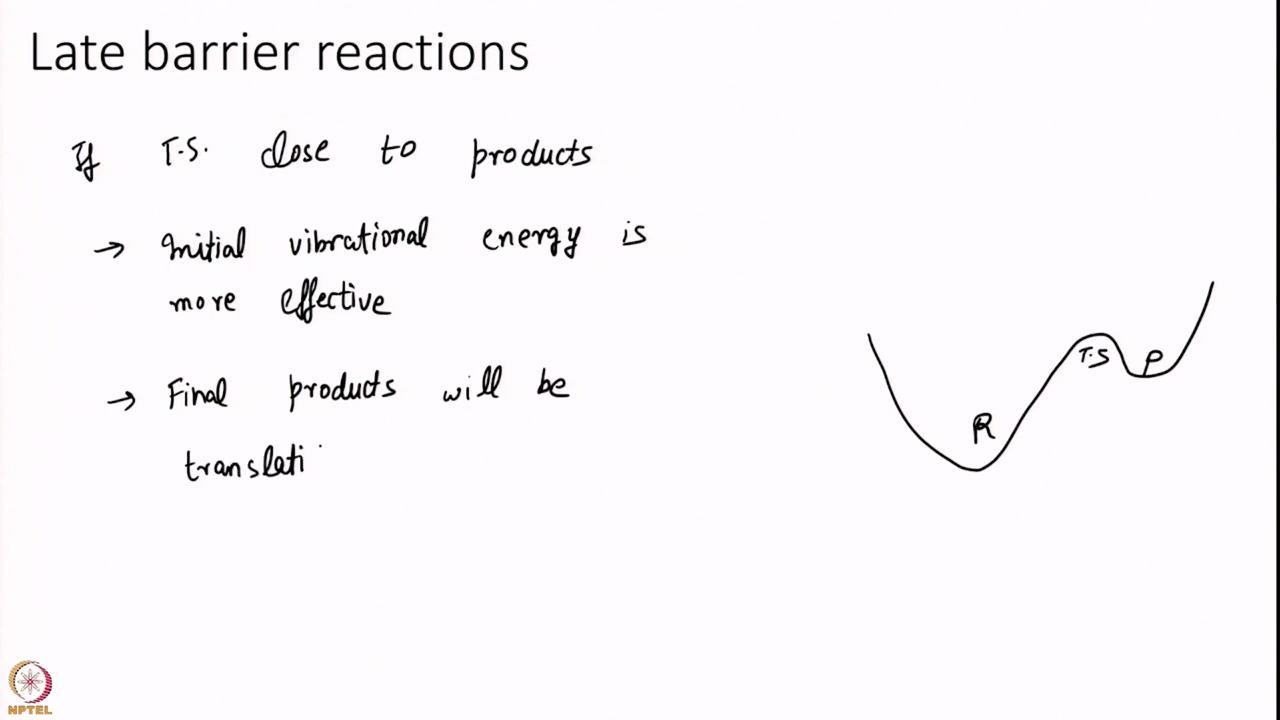 Late barrier reactions
If T.S. close to products
→ Initial vibrational energy is
more effective
→ Final products will be
translati
T.S
P
R
NPTEL